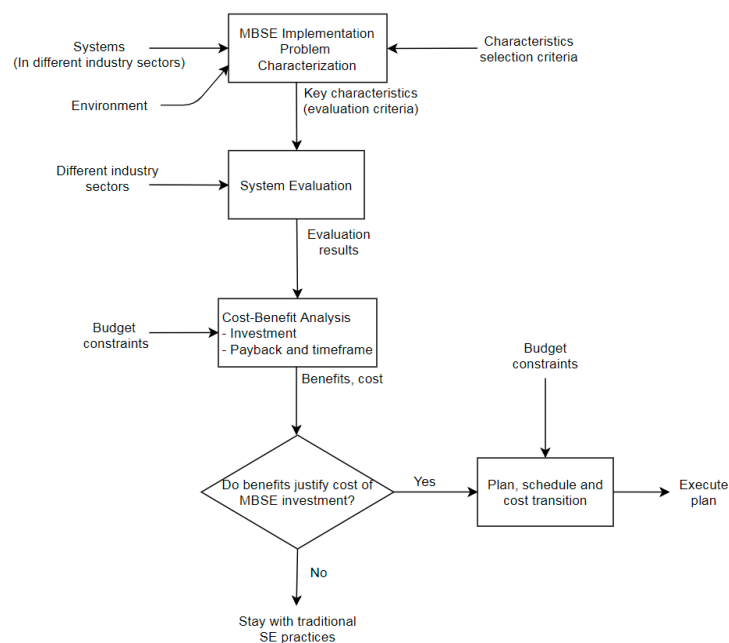 MBSE Implementation
Problem
Characterization
Systems
(In different industry sectors)
Characteristics
selection criteria
Environment
Key characteristics
(evaluation criteria)
Different industry
sectors
System Evaluation
Evaluation
results
Cost-Benefit Analysis
- Investment
- Payback and timeframe
Budget
constraints
Budget
constraints
Benefits, cost
Do benefits justify cost of
MBSE investment?
Yes
Plan, schedule and
cost transition
Execute
plan
No
Stay with traditional
SE practices